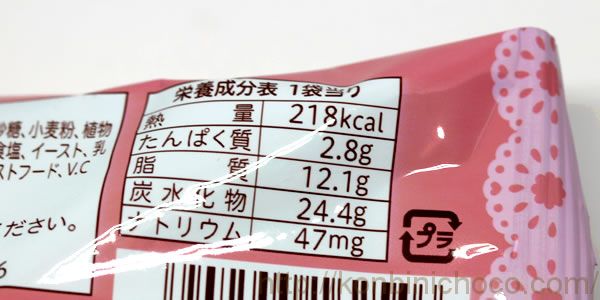 砂糖、小麦粉、植物
食塩、イースト、乳
ストフード、V.C
ください。
栄養成分表 1袋当り
熱量 218kcal
たんぱく質 2.8g
脂質 12.1g
炭水化物 24.4g
ナトリウム 47mg
プラ
http://konbinichoco.com/